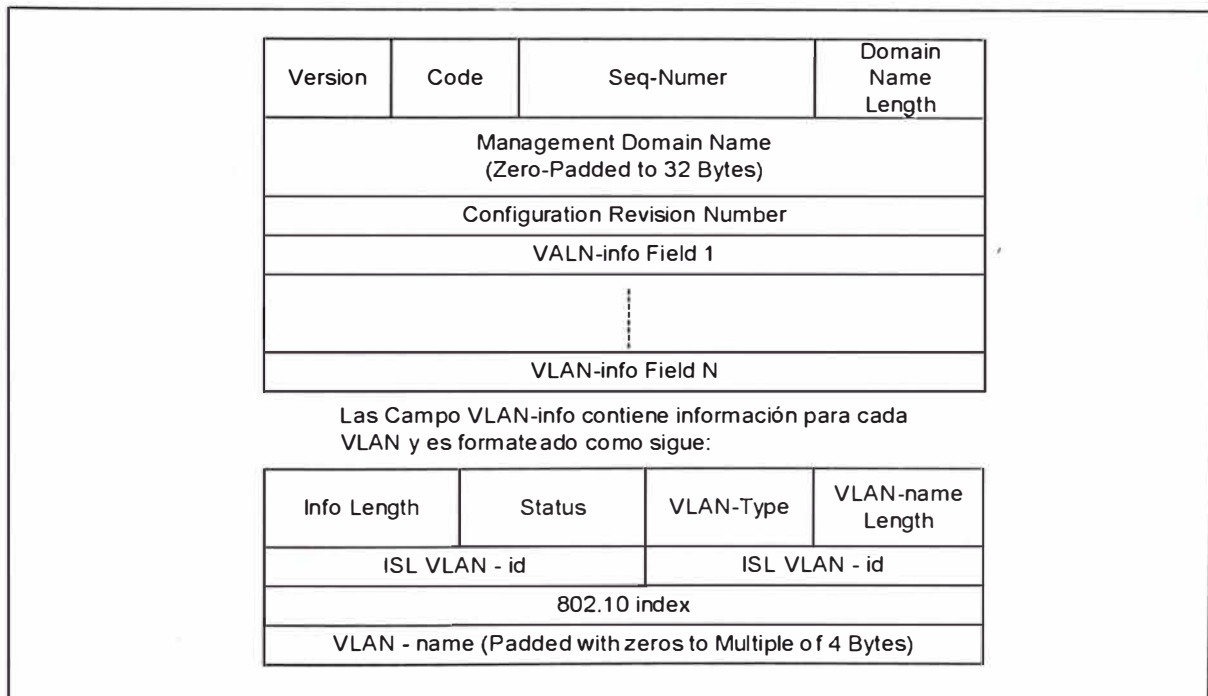 Version Code Seq-Numer Domain
Name
Length
Management Domain Name
(Zero-Padded to 32 Bytes)
Configuration Revision Number
VALN-info Field 1
VLAN-info Field N
Las Campo VLAN-info contiene información para cada
VLAN y es formateado como sigue:
Info Length Status VLAN-Type VLAN-name
Length
ISL VLAN - id ISL VLAN - id
802.10 index
VLAN - name (Padded with zeros to Multiple of 4 Bytes)